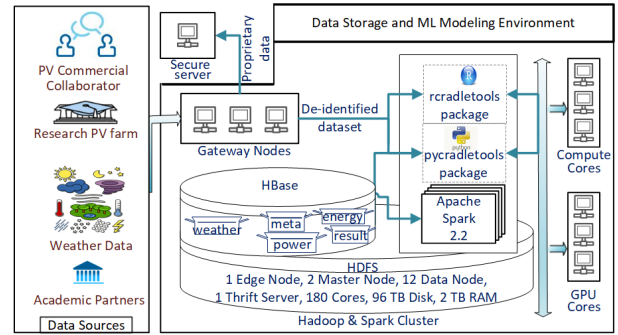 Data Storage and ML Modeling Environment
PV Commercial
Collaborator
Research PV farm
Weather Data
Academic Partners
Data Sources
Secure
server
Proprietary
data
Gateway Nodes
De-identified
dataset
R
rcradletools
package
python
pycradletools
package
Apache
Spark
2.2
Compute
Cores
GPU
Cores
HBase
weather
meta
energy
power
result
HDFS
1 Edge Node, 2 Master Node, 12 Data Node,
1 Thrift Server, 180 Cores, 96 TB Disk, 2 TB RAM
Hadoop & Spark Cluster